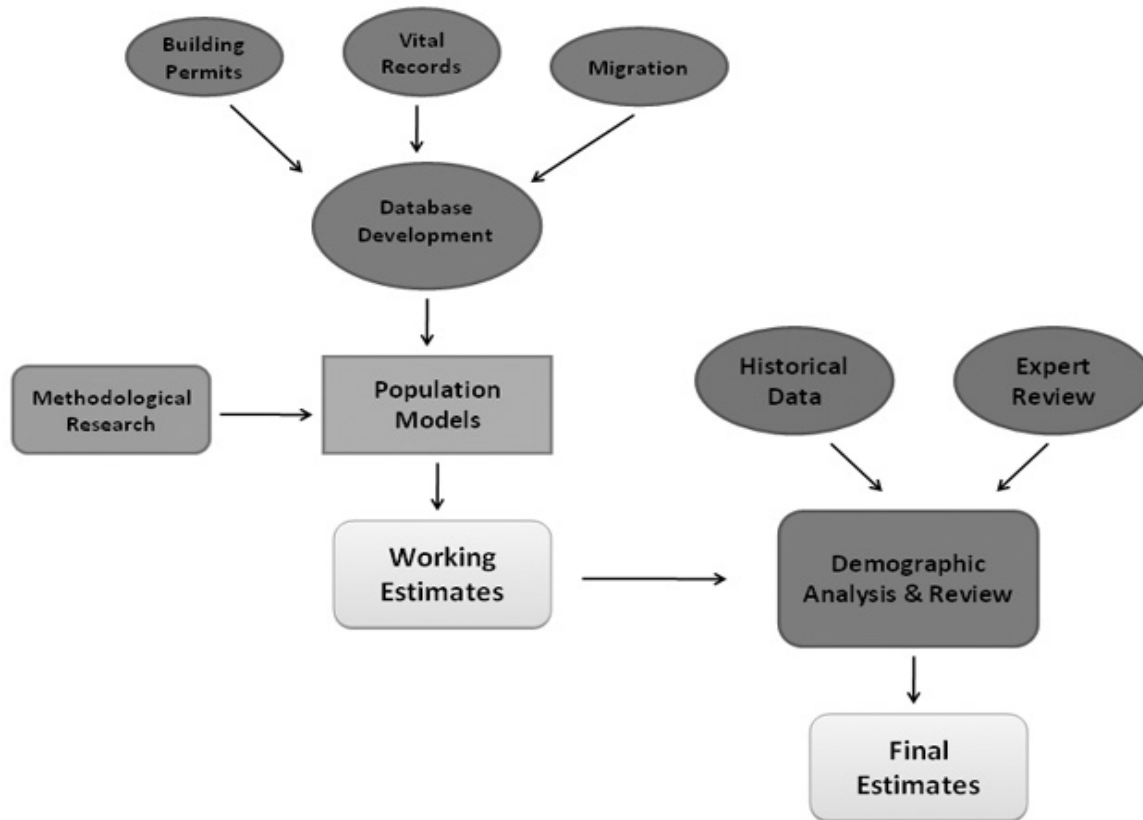 Building
Permits
Vital
Records
Migration
Database
Development
Methodological
Research
Population
Models
Historical
Data
Expert
Review
Working
Estimates
Demographic
Analysis & Review
Final
Estimates